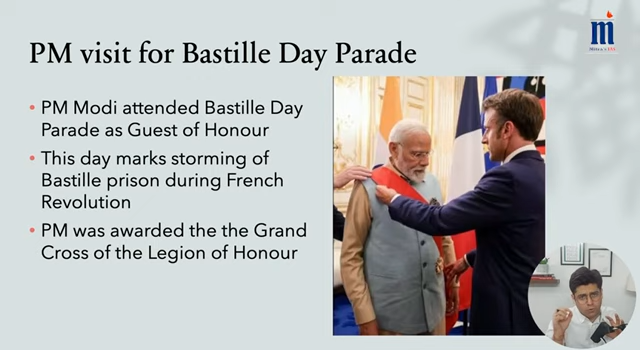 PM visit for Bastille Day Parade
• PM Modi attended Bastille Day
Parade as Guest of Honour
• This day marks storming of
Bastille prison during French
Revolution
• PM was awarded the the Grand
Cross of the Legion of Honour
m